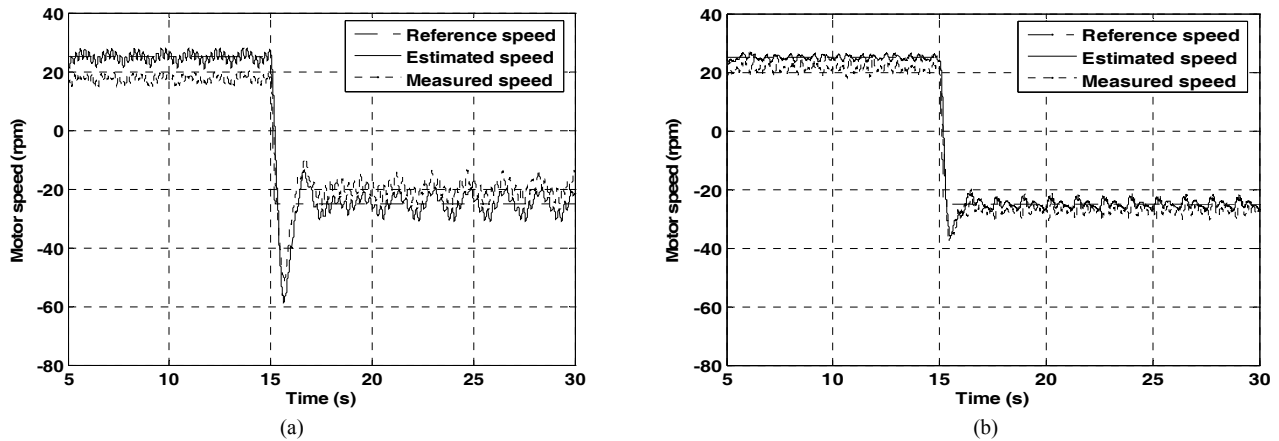 40
20
0
-20
-40
-60
-80
Motor speed (rpm)
Reference speed
Estimated speed
Measured speed
5
10
15
20
25
30
Time (s)
(a)
40
20
0
-20
-40
-60
-80
Motor speed (rpm)
Reference speed
Estimated speed
Measured speed
5
10
15
20
25
30
Time (s)
(b)